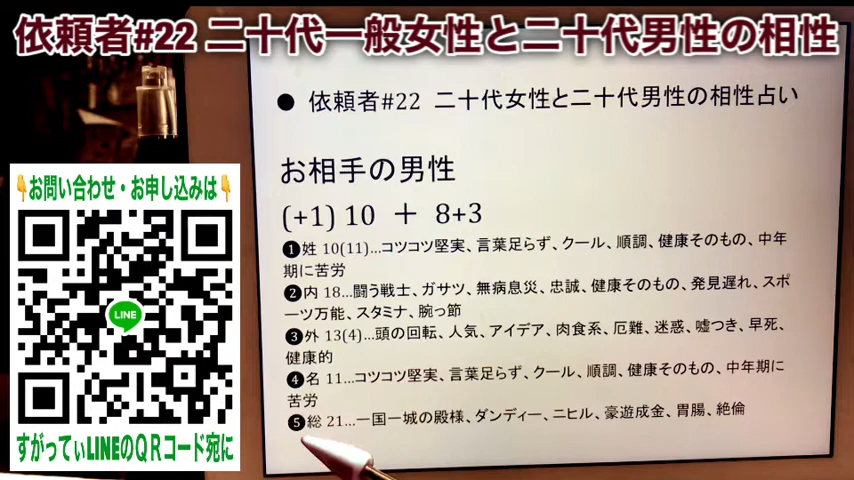 依頼者#22 二十代一般女性と二十代男性の相性
● 依頼者#22 二十代女性と二十代男性の相性占い
お相手の男性
(+1) 10 ＋ 8+3
❶姓 10(11)…コツコツ堅実、言葉足らず、クール、順調、健康そのもの、中年
期に苦労
❷内 18…闘う戦士、ガサツ、無病息災、忠誠、健康そのもの、発見遅れ、スポ
ーツ万能、スタミナ、腕っ節
❸外 13(4)…頭の回転、人気、アイデア、肉食系、厄難、迷惑、嘘つき、早死、
健康的
❹名 11…コツコツ堅実、言葉足らず、クール、順調、健康そのもの、中年期に
苦労
❺総 21…一国一城の殿様、ダンディー、ニヒル、豪遊成金、胃腸、絶倫
👇お問い合わせ・お申し込みは👇
LINE
すがってぃLINEのQRコード宛に